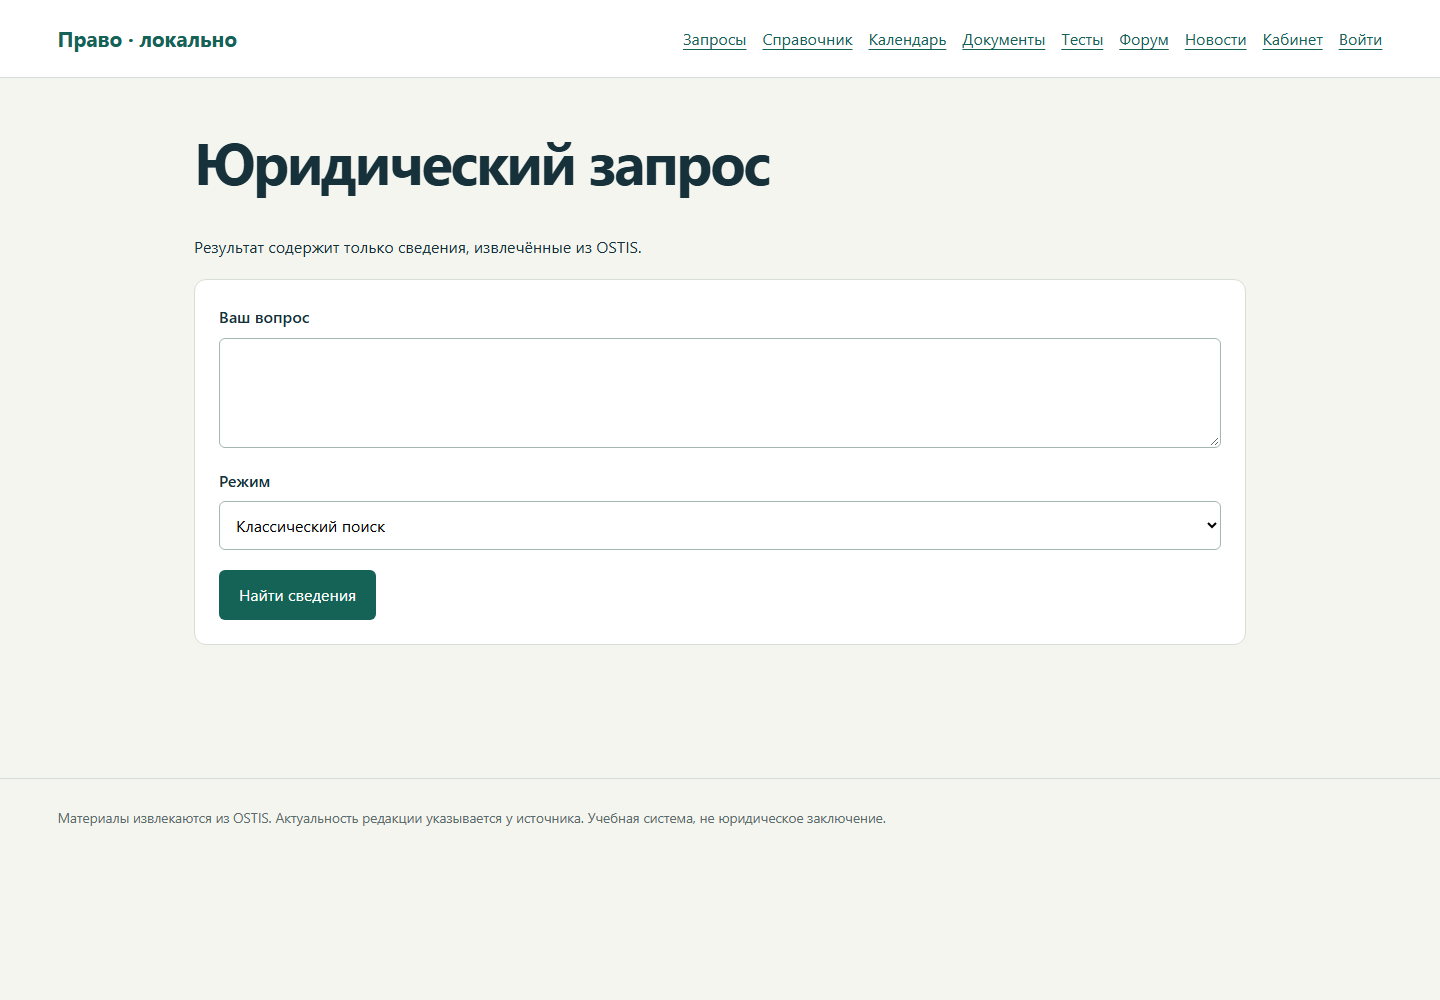 Право · локально
Запросы Справочник Календарь Документы Тесты Форум Новости Кабинет Войти
Юридический запрос
Результат содержит только сведения, извлечённые из OSTIS.
Ваш вопрос
Режим
Классический поиск
Найти сведения
Материалы извлекаются из OSTIS. Актуальность редакции указывается у источника. Учебная система, не юридическое заключение.